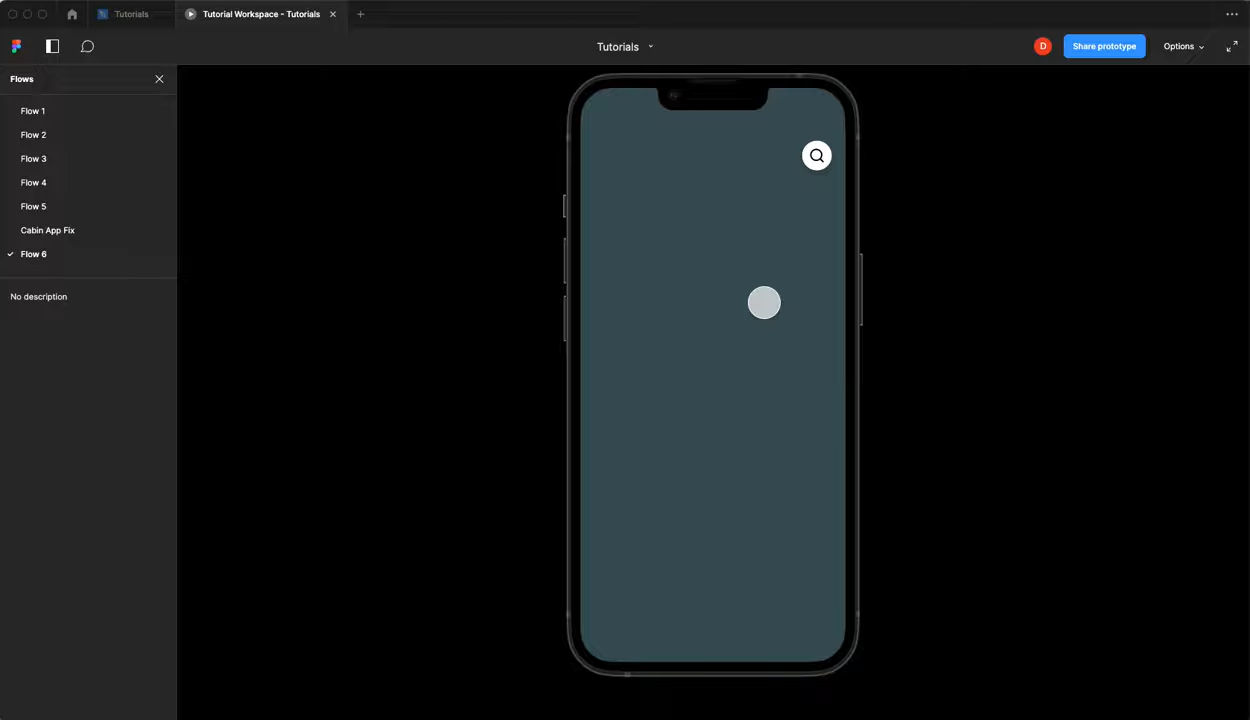 Tutorials
Tutorial Workspace - Tutorials
Tutorials
D
Share prototype
Options
Flows
Flow 1
Flow 2
Flow 3
Flow 4
Flow 5
Cabin App Fix
Flow 6
No description